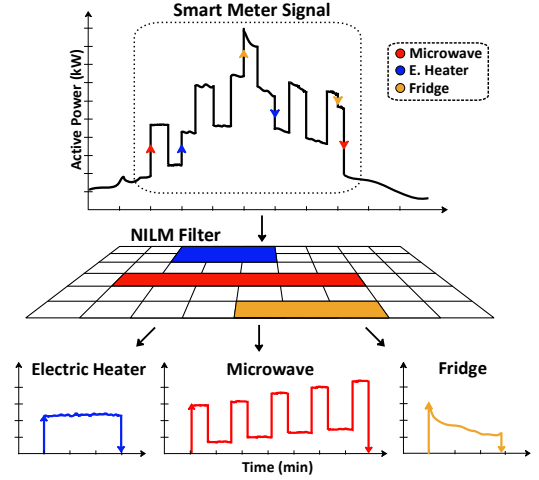 Smart Meter Signal
Active Power (kW)
Microwave
E. Heater
Fridge
NILM Filter
Electric Heater
Microwave
Fridge
Time (min)